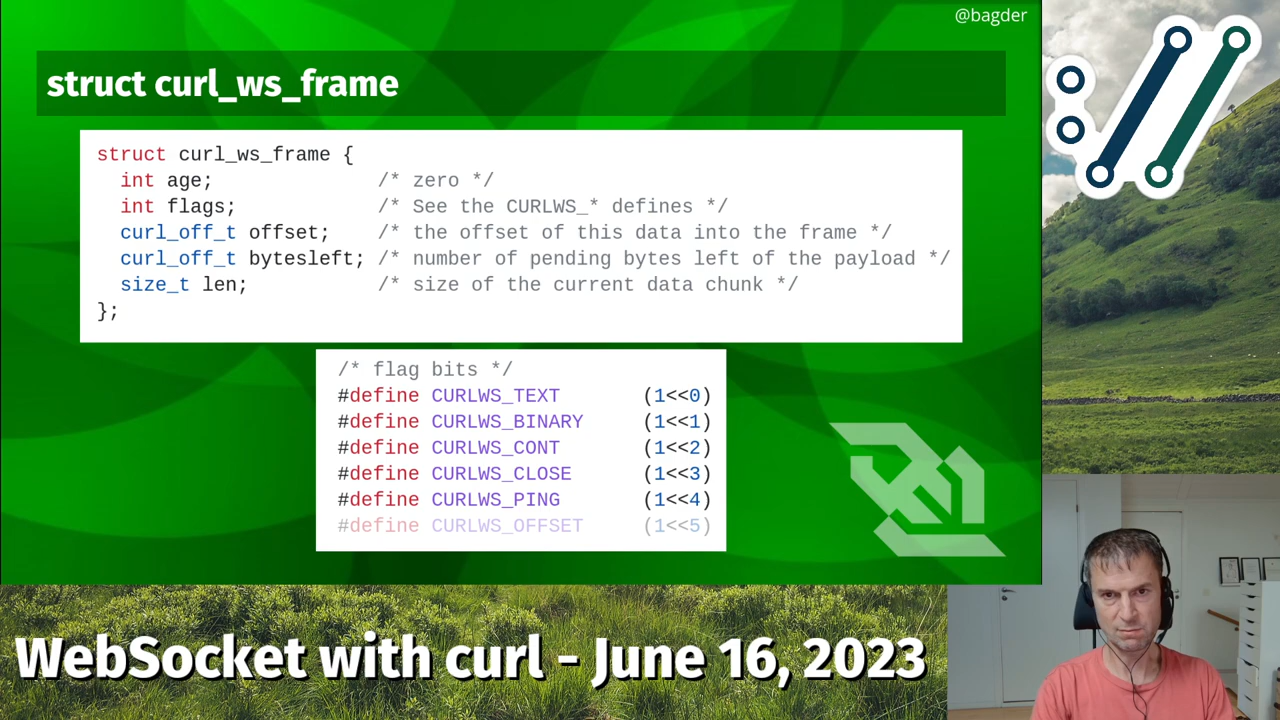 @bagder
struct curl_ws_frame
struct curl_ws_frame {
  int age;              /* zero */
  int flags;            /* See the CURLWS_* defines */
  curl_off_t offset;    /* the offset of this data into the frame */
  curl_off_t bytesleft; /* number of pending bytes left of the payload */
  size_t len;           /* size of the current data chunk */
};
/* flag bits */
#define CURLWS_TEXT       (1<<0)
#define CURLWS_BINARY     (1<<1)
#define CURLWS_CONT       (1<<2)
#define CURLWS_CLOSE      (1<<3)
#define CURLWS_PING       (1<<4)
#define CURLWS_OFFSET     (1<<5)
WebSocket with curl - June 16, 2023